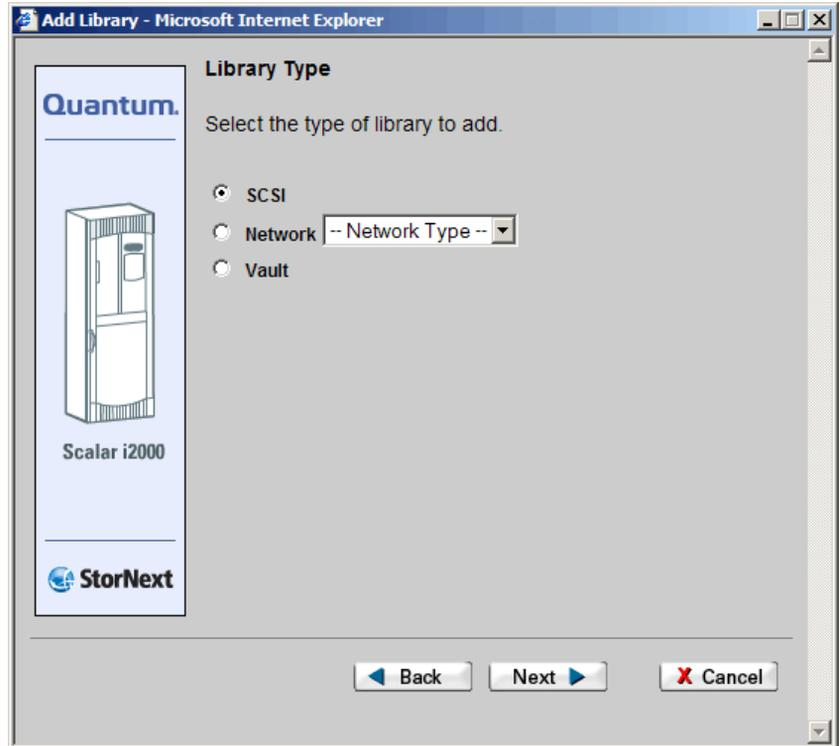 Add Library - Microsoft Internet Explorer
Quantum.
Library Type
Select the type of library to add.
SCSI
Network -- Network Type --
Vault
Scalar i2000
StorNext
Back Next X Cancel